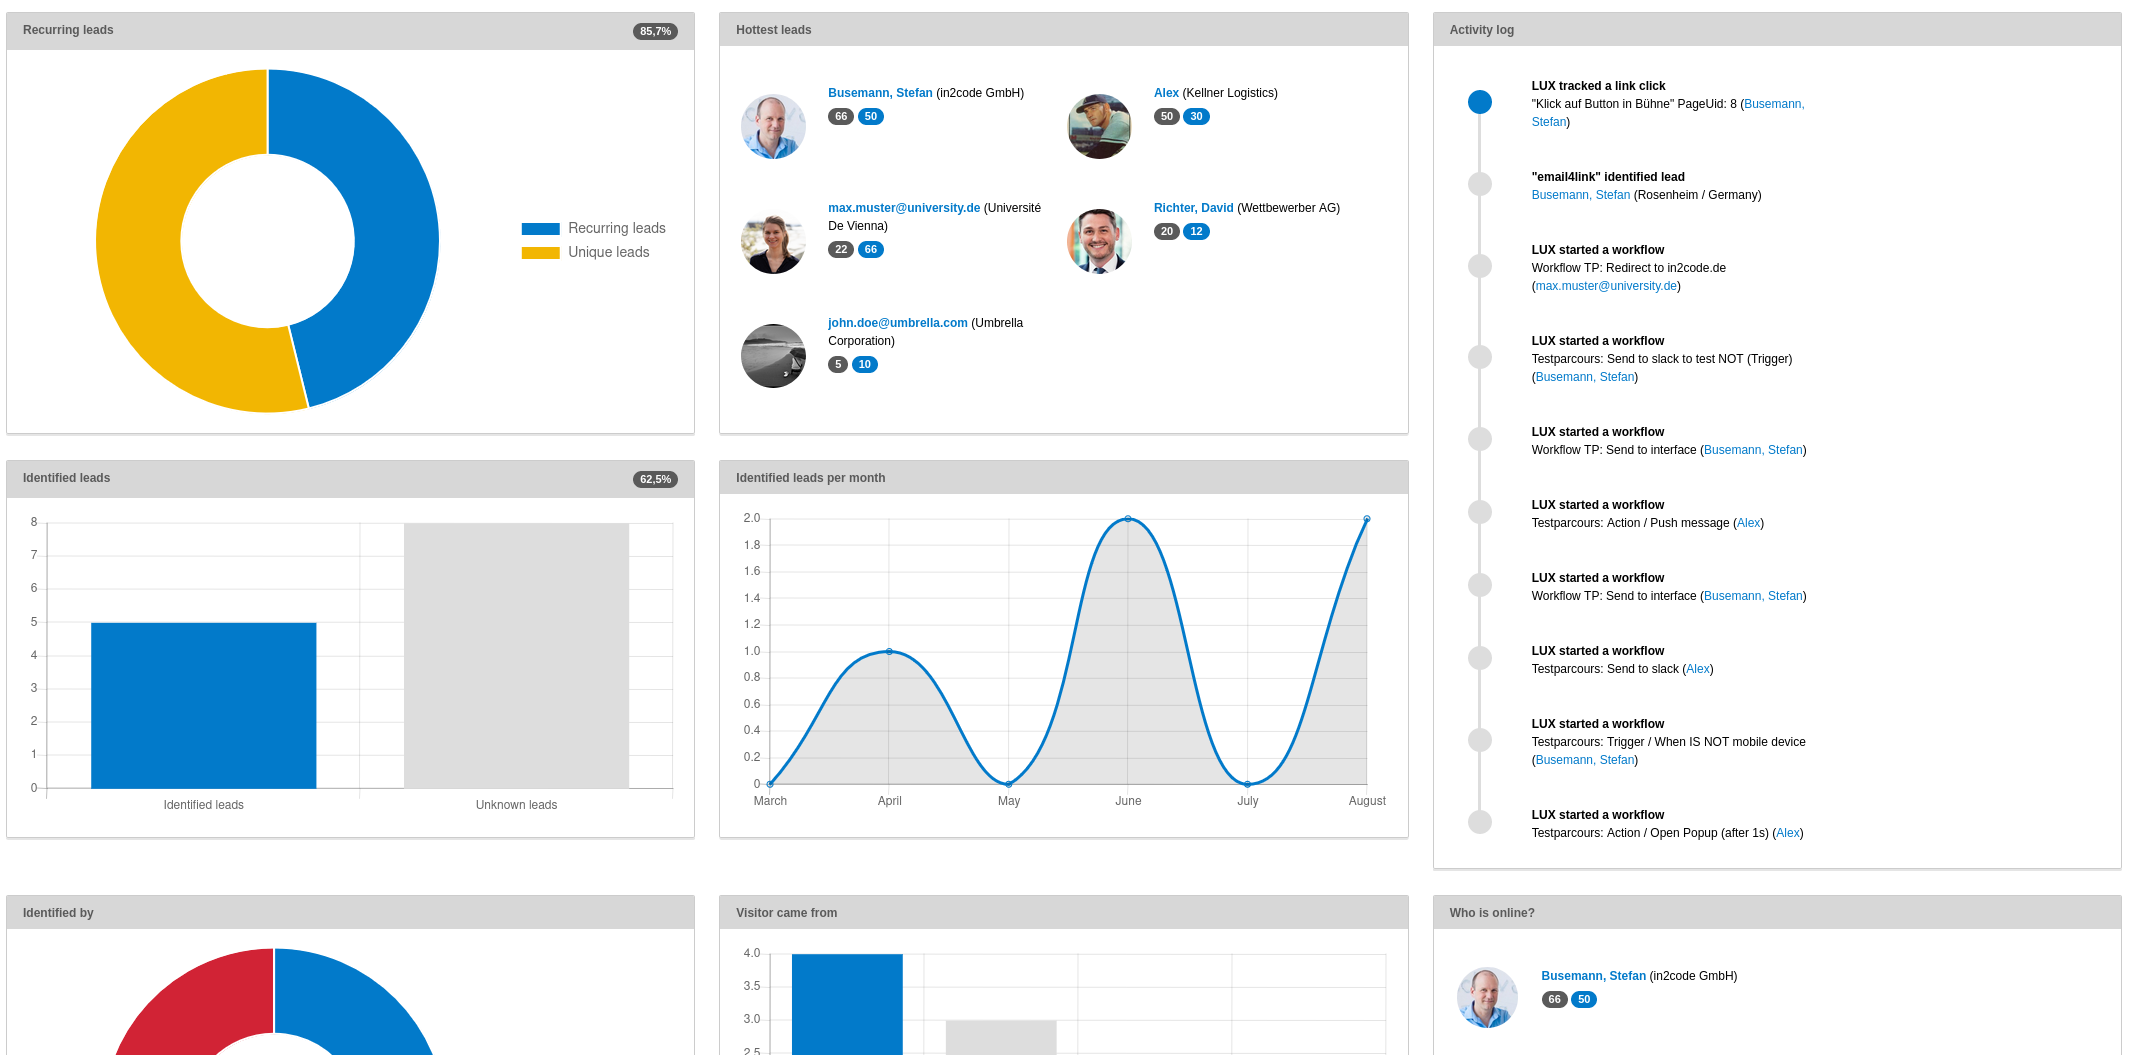 Recurring leads
85,7%
Recurring leads
Unique leads
Hottest leads
Busemann, Stefan (in2code GmbH)
66 50
Alex (Kellner Logistics)
50 30
max.muster@university.de (Université
De Vienna)
22 66
Richter, David (Wettbewerber AG)
20 12
john.doe@umbrella.com (Umbrella
Corporation)
5 10
Activity log
LUX tracked a link click
"Klick auf Button in Bühne" PageUid: 8 (Busemann,
Stefan)
"email4link" identified lead
Busemann, Stefan (Rosenheim / Germany)
LUX started a workflow
Workflow TP: Redirect to in2code.de
(max.muster@university.de)
LUX started a workflow
Testparcours: Send to slack to test NOT (Trigger)
(Busemann, Stefan)
LUX started a workflow
Workflow TP: Send to interface (Busemann, Stefan)
LUX started a workflow
Testparcours: Action / Push message (Alex)
LUX started a workflow
Workflow TP: Send to interface (Busemann, Stefan)
LUX started a workflow
Testparcours: Send to slack (Alex)
LUX started a workflow
Testparcours: Trigger / When IS NOT mobile device
(Busemann, Stefan)
LUX started a workflow
Testparcours: Action / Open Popup (after 1s) (Alex)
Identified leads
62,5%
8
7
6
5
4
3
2
1
0
Identified leads
Unknown leads
Identified leads per month
2.0
1.8
1.6
1.4
1.2
1.0
0.8
0.6
0.4
0.2
0
March
April
May
June
July
August
Identified by
Visitor came from
4.0
3.5
3.0
2.5
Who is online?
Busemann, Stefan (in2code GmbH)
66 50